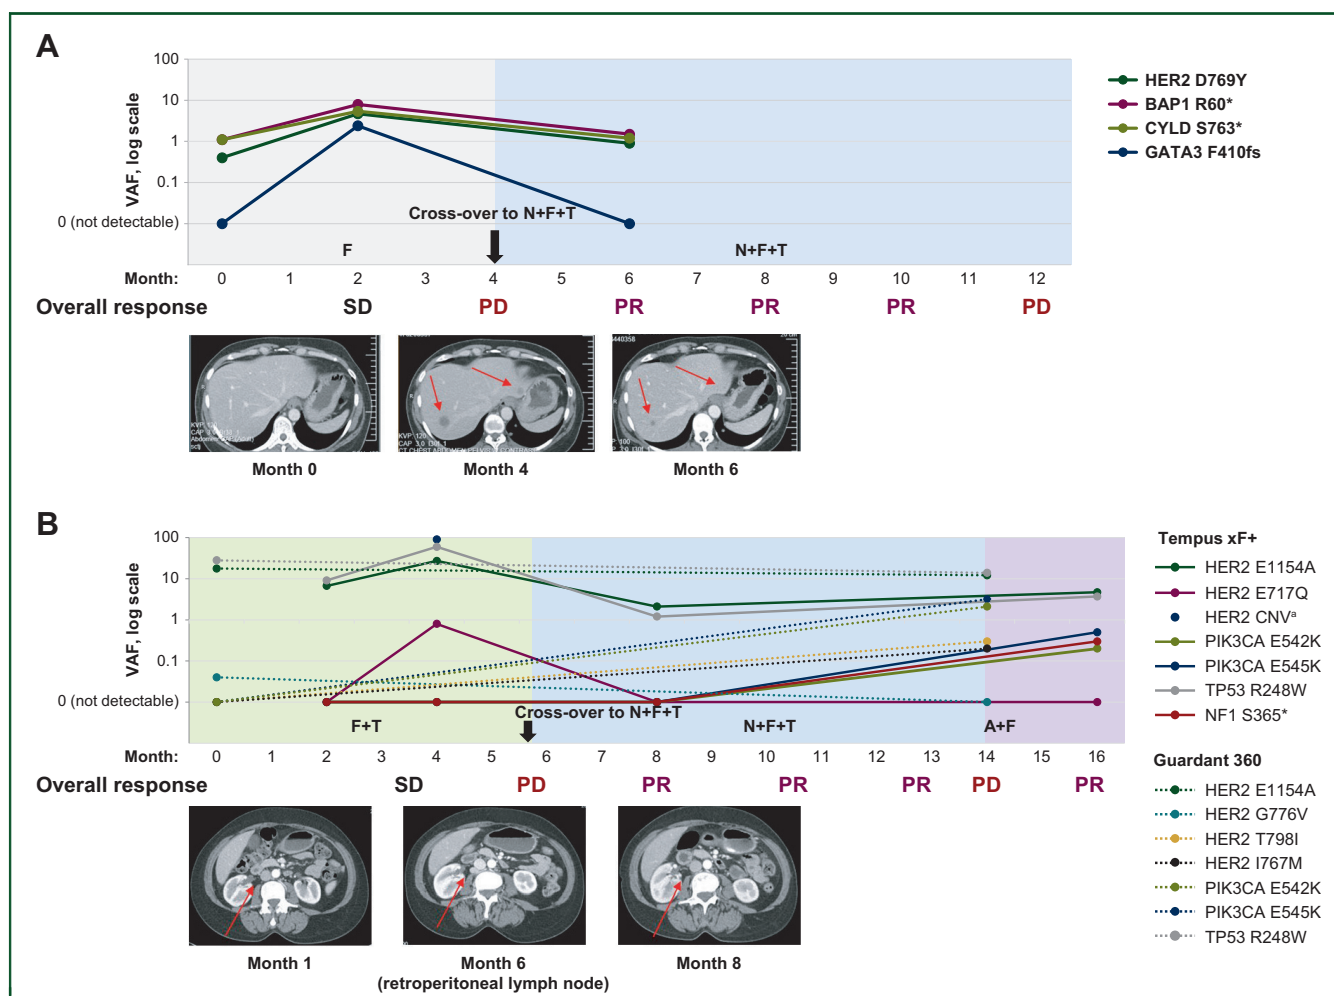 A
VAF, log scale
100
10
1
0.1
0 (not detectable)
Cross-over to N+F+T
F
N+F+T
Month: 0 1 2 3 4 5 6 7 8 9 10 11 12
Overall response SD PD PR PR PR PD
HER2 D769Y
BAP1 R60*
CYLD S763*
GATA3 F410fs
Month 0
Month 4
Month 6
B
VAF, log scale
100
10
1
0.1
0 (not detectable)
Cross-over to N+F+T
F+T
N+F+T
A+F
Month: 0 1 2 3 4 5 6 7 8 9 10 11 12 13 14 15 16
Overall response SD PD PR PR PR PD PR
Tempus xF+
HER2 E1154A
HER2 E717Q
HER2 CNVᵃ
PIK3CA E542K
PIK3CA E545K
TP53 R248W
NF1 S365*
Guardant 360
HER2 E1154A
HER2 G776V
HER2 T798I
HER2 I767M
PIK3CA E542K
PIK3CA E545K
TP53 R248W
Month 1
Month 6
(retroperitoneal lymph node)
Month 8